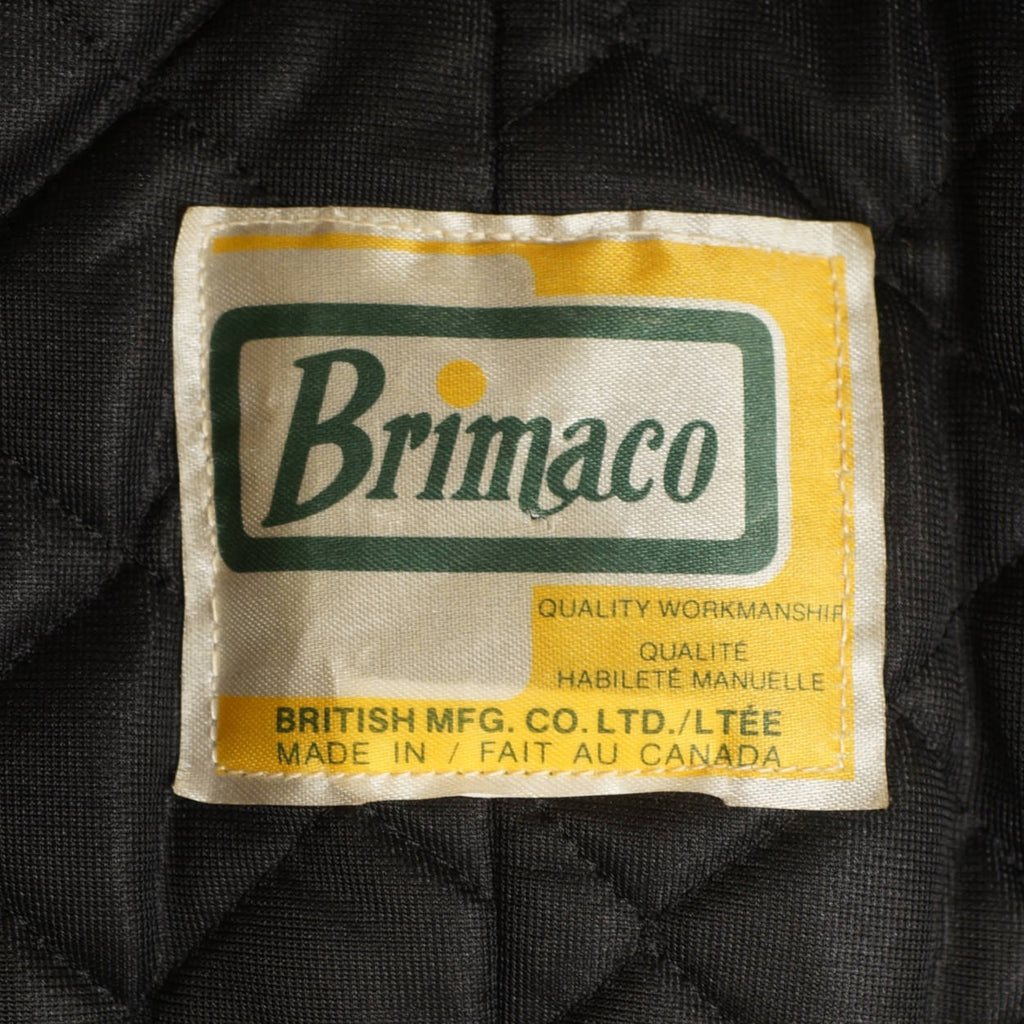 Brimaco
QUALITY WORKMANSHIP
QUALITÉ
HABILETÉ MANUELLE
BRITISH MFG. CO. LTD./LTÉE
MADE IN / FAIT AU CANADA